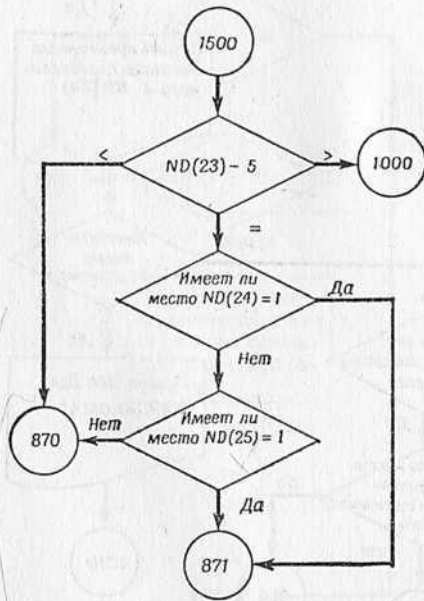 1500
<
ND(23) - 5
>
1000
=
Имеет ли
место ND(24) = 1
Да
Нет
Имеет ли
место ND(25) = 1
Нет
870
Да
871